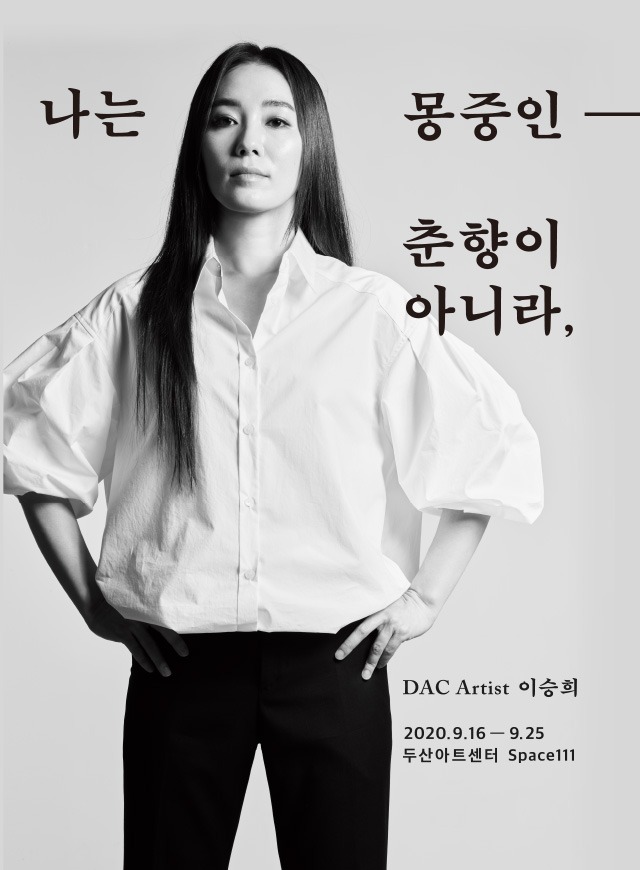 나는 몽중인—
춘향이
아니라,
DAC Artist 이승희
2020.9.16 — 9.25
두산아트센터 Space111